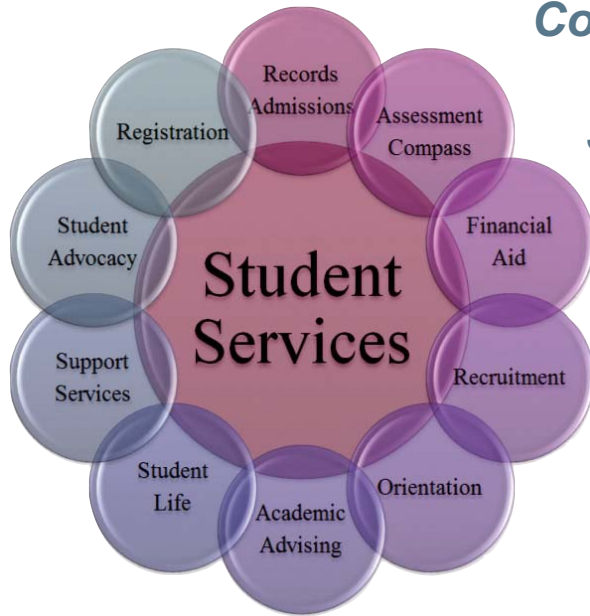 Records
Admissions
Assessment
Compass
Financial
Aid
Recruitment
Orientation
Academic
Advising
Student
Life
Support
Services
Student
Advocacy
Registration
Student
Services